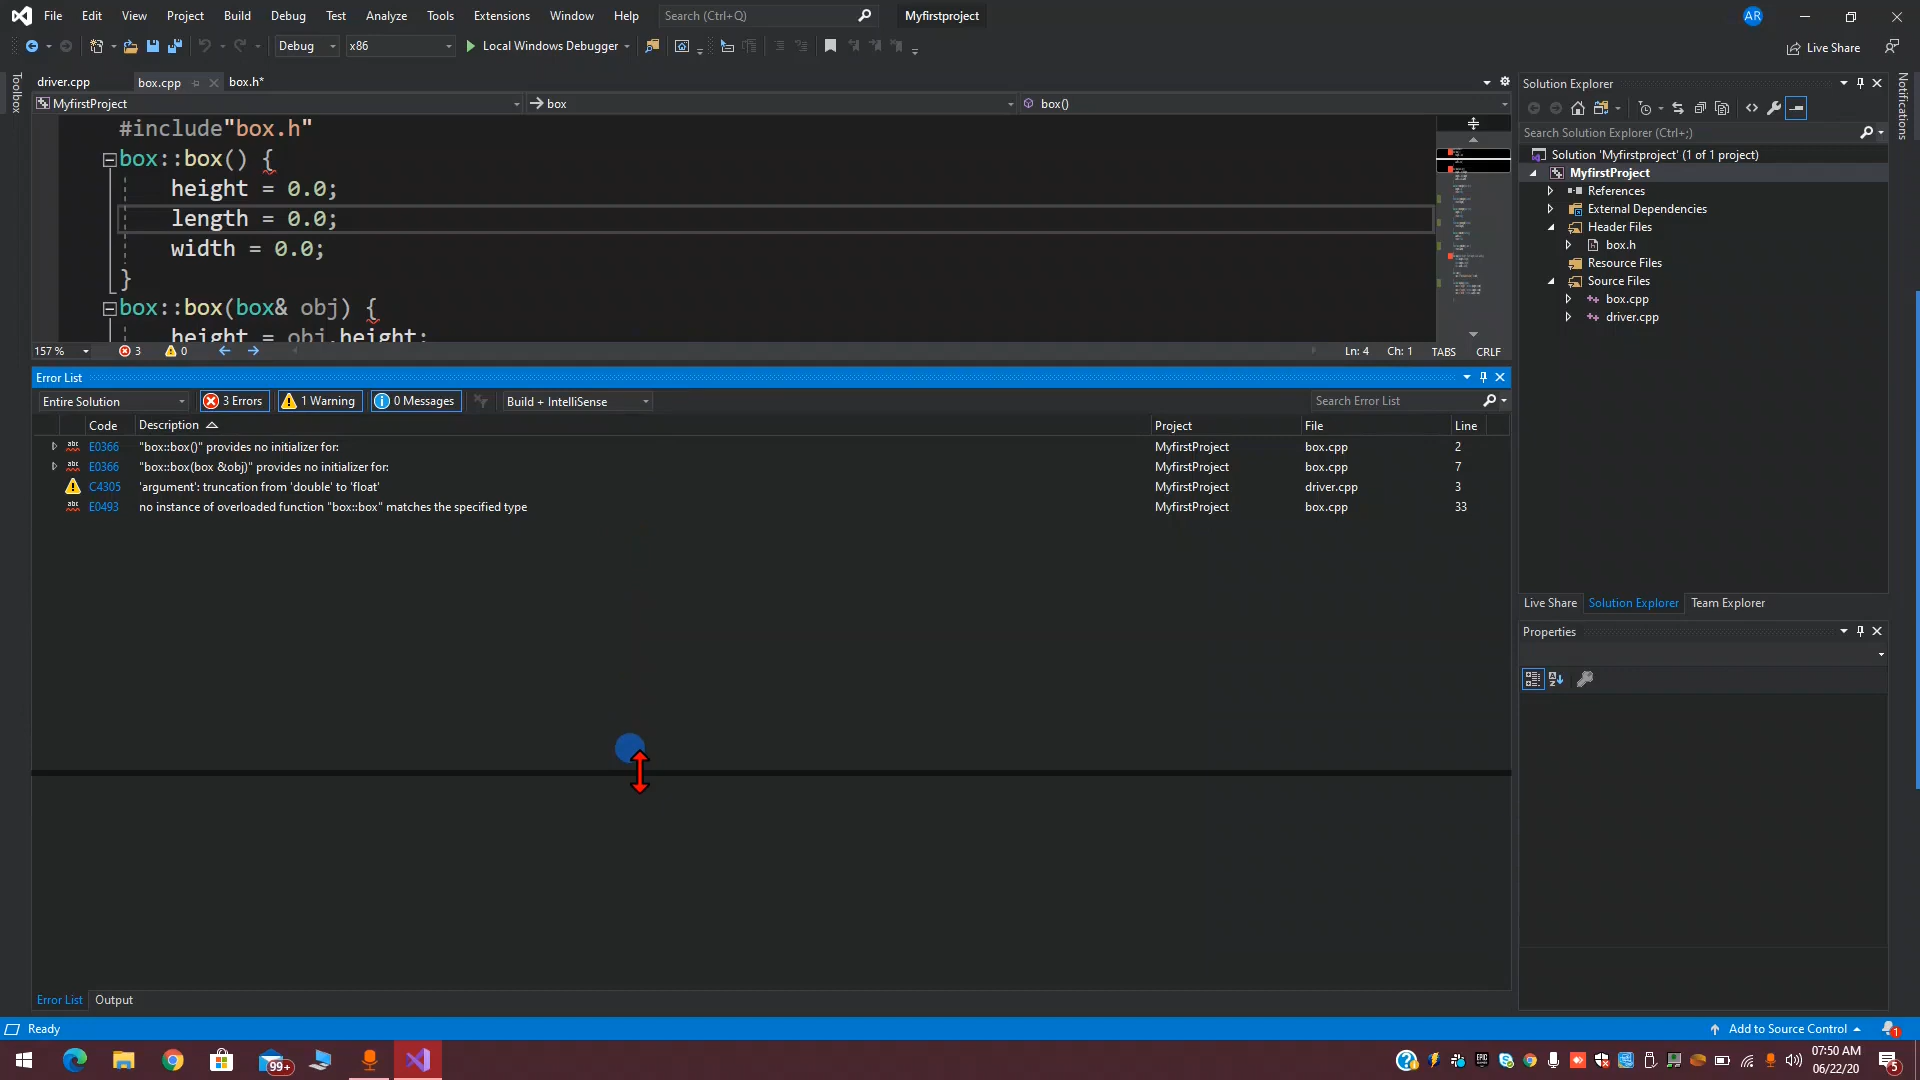 File Edit View Project Build Debug Test Analyze Tools Extensions Window Help Search (Ctrl+Q) Myfirstproject AR
Debug x86 Local Windows Debugger Live Share
Toolbox
driver.cpp box.cpp box.h*
MyfirstProject box box()
#include"box.h"
box::box() {
height = 0.0;
length = 0.0;
width = 0.0;
}
box::box(box& obj) {
height = obj.height;
157 % 3 0 Ln: 4 Ch: 1 TABS CRLF
Error List
Entire Solution 3 Errors 1 Warning 0 Messages Build + IntelliSense Search Error List
Code Description Project File Line
abc E0366 "box::box()" provides no initializer for: MyfirstProject box.cpp 2
abc E0366 "box::box(box &obj)" provides no initializer for: MyfirstProject box.cpp 7
C4305 'argument': truncation from 'double' to 'float' MyfirstProject driver.cpp 3
abc E0493 no instance of overloaded function "box::box" matches the specified type MyfirstProject box.cpp 33
Error List Output
Solution Explorer
Search Solution Explorer (Ctrl+;)
Solution 'Myfirstproject' (1 of 1 project)
MyfirstProject
References
External Dependencies
Header Files
box.h
Resource Files
Source Files
box.cpp
driver.cpp
Live Share Solution Explorer Team Explorer
Properties
Notifications
Ready Add to Source Control 1
99+ 07:50 AM
06/22/20 5